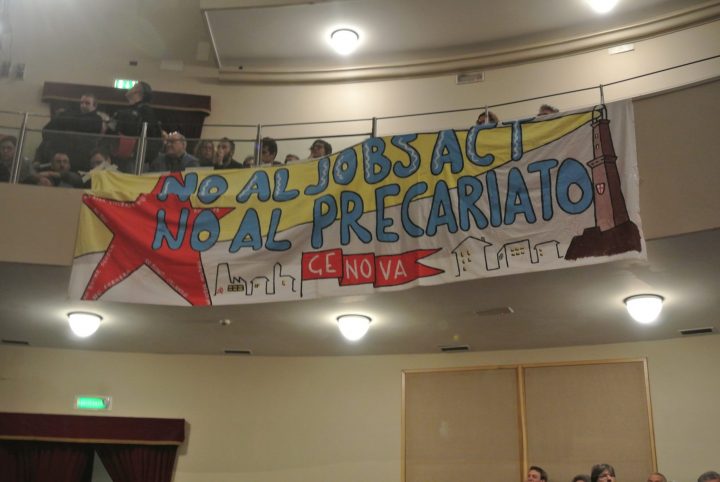 NO AL JOBS ACT
NO AL PRECARIATO
GENOVA